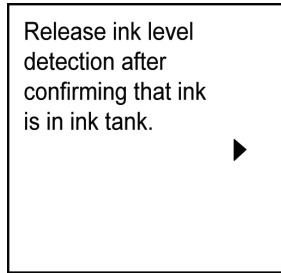 Release ink level
detection after
confirming that ink
is in ink tank.